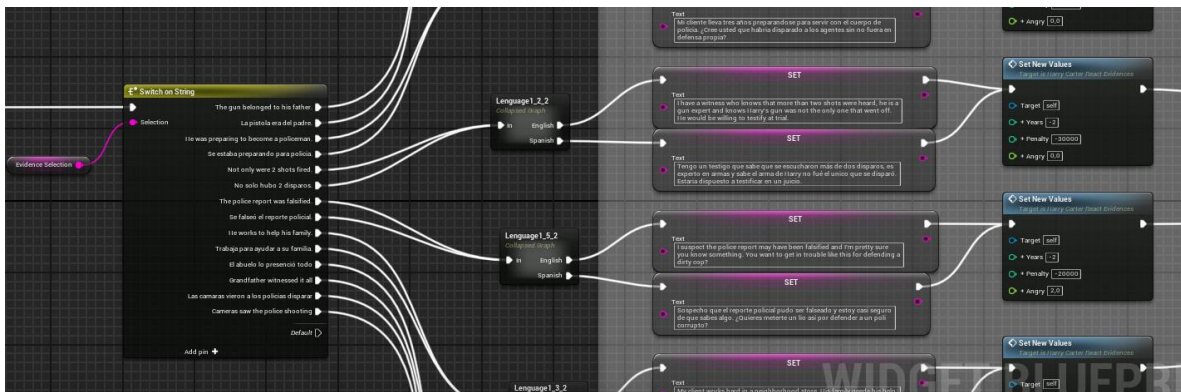 Text
Mi cliente lleva tres años preparandose para servir con el cuerpo de
policia. ¿Cree usted que habria disparado a los agentes sin no fuera en
defensa propia?
+ Angry 0,0
Switch on String
Selection
The gun belonged to his father.
La pistola era del padre.
He was preparing to become a policeman.
Se estaba preparando para policia.
Not only were 2 shots fired.
No solo hubo 2 disparos.
The police report was falsified.
Se falseó el reporte policial.
He works to help his family.
Trabaja para ayudar a su familia.
El abuelo lo presenció todo
Grandfather witnessed it all
Las camaras vieron a los policias disparar
Cameras saw the police shooting
Default
Add pin +
Evidence Selection
Lenguage1_2_2
Collapsed Graph
In English
Spanish
SET
Text
I have a witness who knows that more than two shots were heard, he is a
gun expert and knows Harry's gun was not the only one that went off.
He would be willing to testify at trial.
SET
Text
Tengo un testigo que sabe que se escucharon más de dos disparos, es
experto en armas y sabe el arma de Harry no fué el unico que se disparó.
Estaria dispuesto a testificar en un juicio.
Set New Values
Target is Harry Carter React Evidences
Target self
+ Years -2
+ Penalty -30000
+ Angry 0,0
Lenguage1_5_2
Collapsed Graph
In English
Spanish
SET
Text
I suspect the police report may have been falsified and I'm pretty sure
you know something. You want to get in trouble like this for defending a
dirty cop?
SET
Text
Sospecho que el reporte policial pudo ser falseado y estoy casi seguro
de que sabes algo. ¿Quieres meterte un lio asi por defender a un poli
corrupto?
Set New Values
Target is Harry Carter React Evidences
Target self
+ Years -2
+ Penalty -20000
+ Angry 2,0
Lenguage1_3_2
SET
Text
Set New Values
Target is Harry Carter React Evidences
Target self
WIDGET BLUEPRI